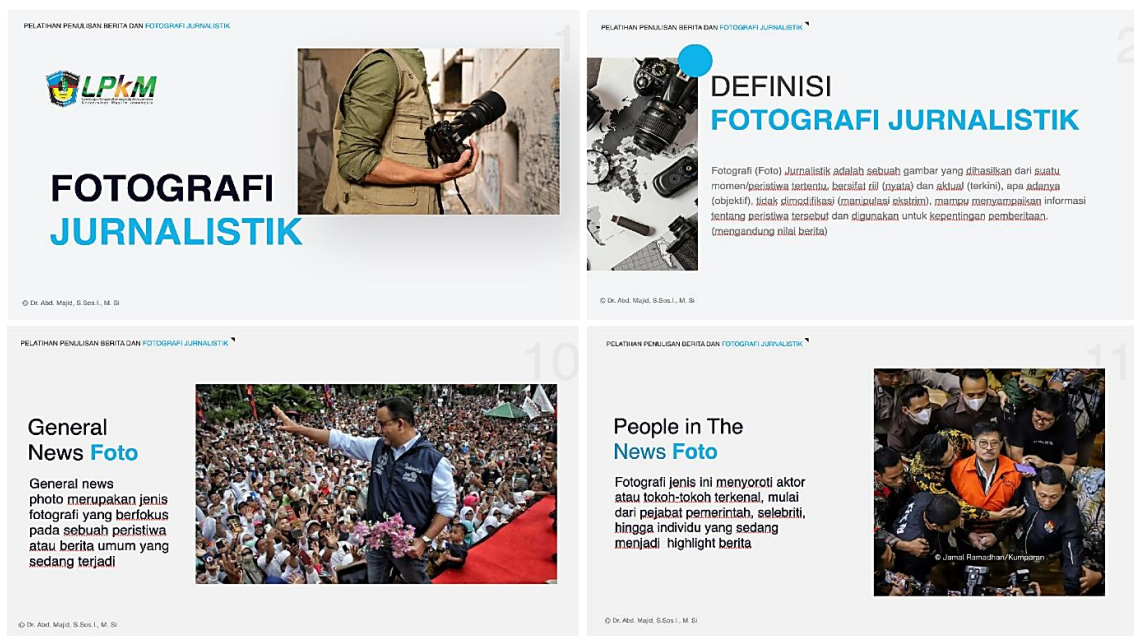 PELATIHAN PENULISAN BERITA DAN FOTOGRAFI JURNALISTIK
1
LPkM
Universitas Muslim Indonesia
FOTOGRAFI
JURNALISTIK
© Dr. Abd. Majid, S.Sos.I., M. Si
PELATIHAN PENULISAN BERITA DAN FOTOGRAFI JURNALISTIK
2
DEFINISI
FOTOGRAFI JURNALISTIK
Fotografi (Foto) Jurnalistik adalah sebuah gambar yang dihasilkan dari suatu
momen/peristiwa tertentu, bersifat riil (nyata) dan aktual (terkini), apa adanya
(objektif), tidak dimodifikasi (manipulasi ekstrim), mampu menyampaikan informasi
tentang peristiwa tersebut dan digunakan untuk kepentingan pemberitaan.
(mengandung nilai berita)
© Dr. Abd. Majid, S.Sos.I., M. Si
PELATIHAN PENULISAN BERITA DAN FOTOGRAFI JURNALISTIK
10
General
News Foto
General news
photo merupakan jenis
fotografi yang berfokus
pada sebuah peristiwa
atau berita umum yang
sedang terjadi
© Dr. Abd. Majid, S.Sos.I., M. Si
PELATIHAN PENULISAN BERITA DAN FOTOGRAFI JURNALISTIK
11
People in The
News Foto
Fotografi jenis ini menyoroti aktor
atau tokoh-tokoh terkenal, mulai
dari pejabat pemerintah, selebriti,
hingga individu yang sedang
menjadi highlight berita
© Jamal Ramadhan/Kumparan
© Dr. Abd. Majid, S.Sos.I., M. Si